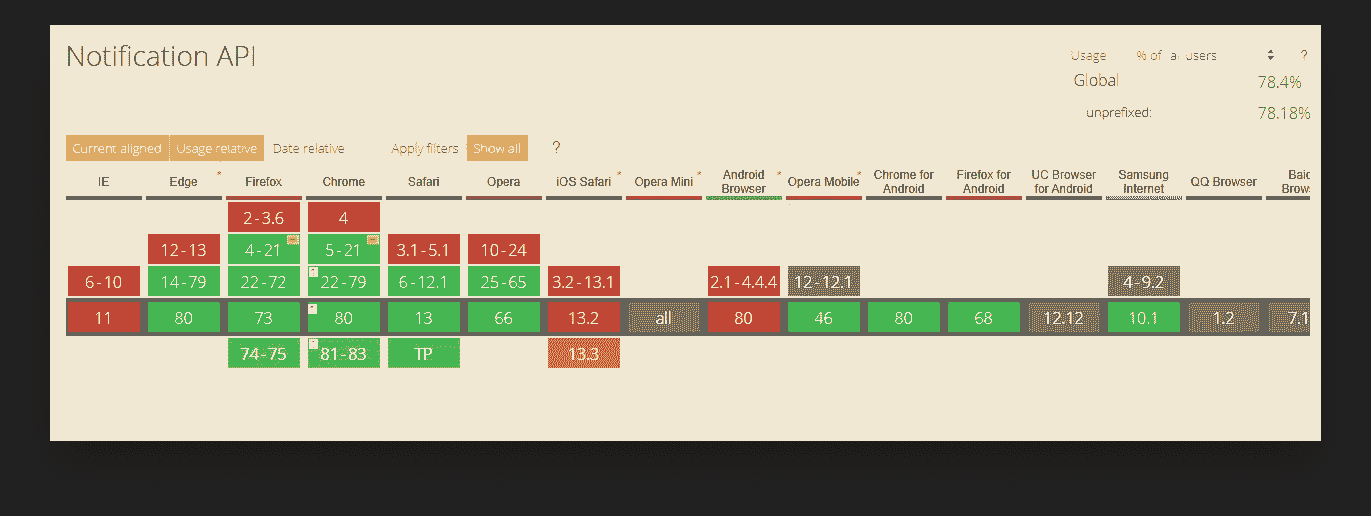 Notification API
Usage % of users ?
Global 78.4%
unprefixed: 78.18%
Current aligned Usage relative Date relative Apply filters Show all ?
IE Edge * Firefox Chrome Safari Opera iOS Safari * Opera Mini * Android Browser * Opera Mobile * Chrome for Android Firefox for Android UC Browser for Android Samsung Internet QQ Browser
2-3.6 4
12-13 4-21 5-21 3.1-5.1 10-24
6-10 14-79 22-72 22-79 6-12.1 25-65 3.2-13.1 2.1-4.4.4 12-12.1 4-9.2
11 80 73 80 13 66 13.2 all 80 46 80 68 12.12 10.1 1.2 7.1
74-75 81-83 TP 13.3